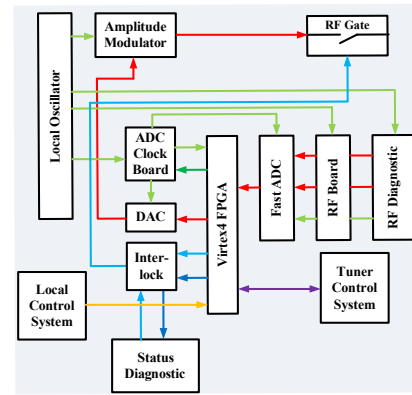 Amplitude
Modulator
RF Gate
Local Oscillator
ADC
Clock
Board
Virtex4 FPGA
Fast ADC
RF Board
RF Diagnostic
DAC
Inter-
lock
Local
Control
System
Tuner
Control
System
Status
Diagnostic